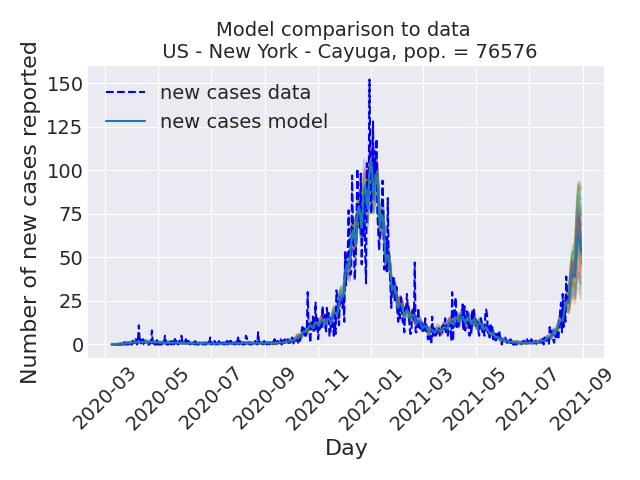 Model comparison to data
US - New York - Cayuga, pop. = 76576
Number of new cases reported
150
125
100
75
50
25
0
new cases data
new cases model
2020-03
2020-05
2020-07
2020-09
2020-11
2021-01
2021-03
2021-05
2021-07
2021-09
Day